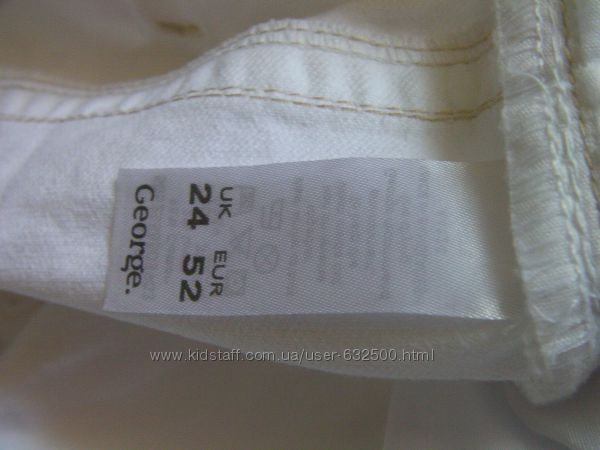 UK EUR
24 52
George.
www.kidstaff.com.ua/user-632500.html